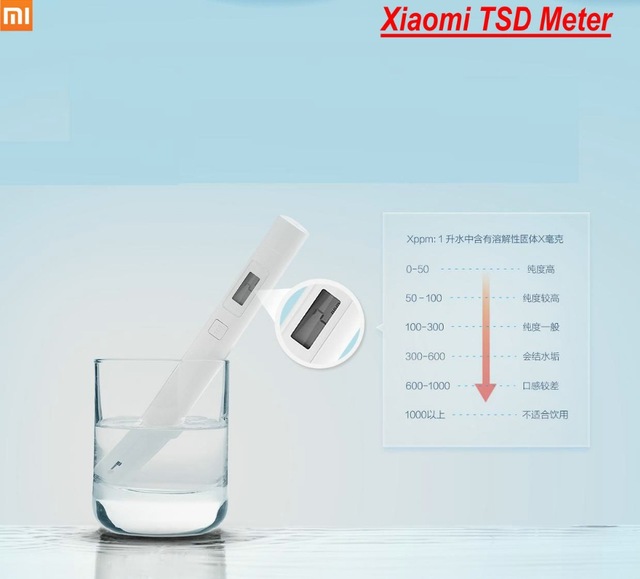 mi
Xiaomi TSD Meter
Xppm: 1 升水中含有溶解性固体X毫克
0-50 纯度高
50-100 纯度较高
100-300 纯度一般
300-600 会结水垢
600-1000 口感较差
1000以上 不适合饮用